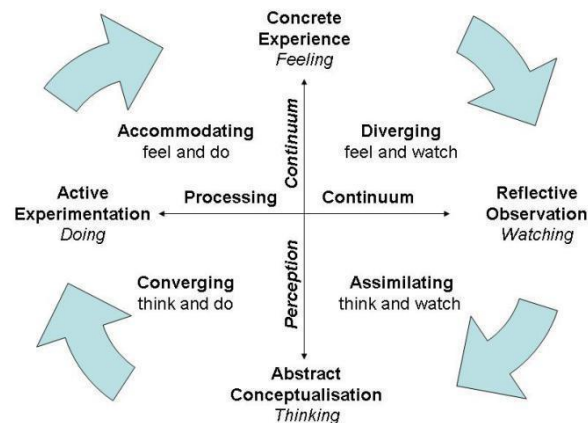 Concrete
Experience
Feeling
Accommodating
feel and do
Continuum
Diverging
feel and watch
Active
Experimentation
Doing
Processing
Continuum
Reflective
Observation
Watching
Converging
think and do
Perception
Assimilating
think and watch
Abstract
Conceptualisation
Thinking